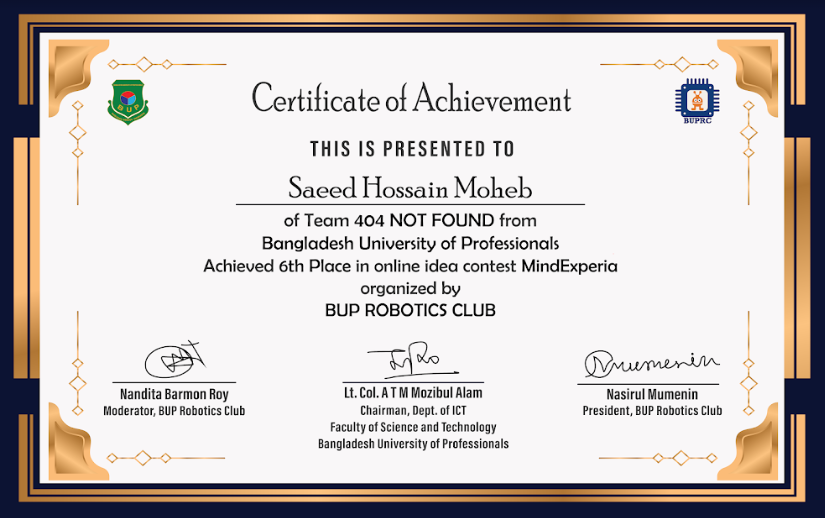 BUP
BUPRC
Certificate of Achievement
THIS IS PRESENTED TO
Saeed Hossain Moheb
of Team 404 NOT FOUND from
Bangladesh University of Professionals
Achieved 6th Place in online idea contest MindExperia
organized by
BUP ROBOTICS CLUB
Nandita Barmon Roy
Moderator, BUP Robotics Club
Lt. Col. A T M Mozibul Alam
Chairman, Dept. of ICT
Faculty of Science and Technology
Bangladesh University of Professionals
Nmumenin
Nasirul Mumenin
President, BUP Robotics Club